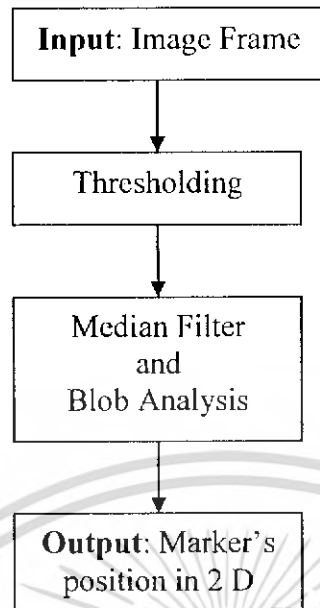 Input: Image Frame
Thresholding
Median Filter
and
Blob Analysis
Output: Marker's
position in 2 D